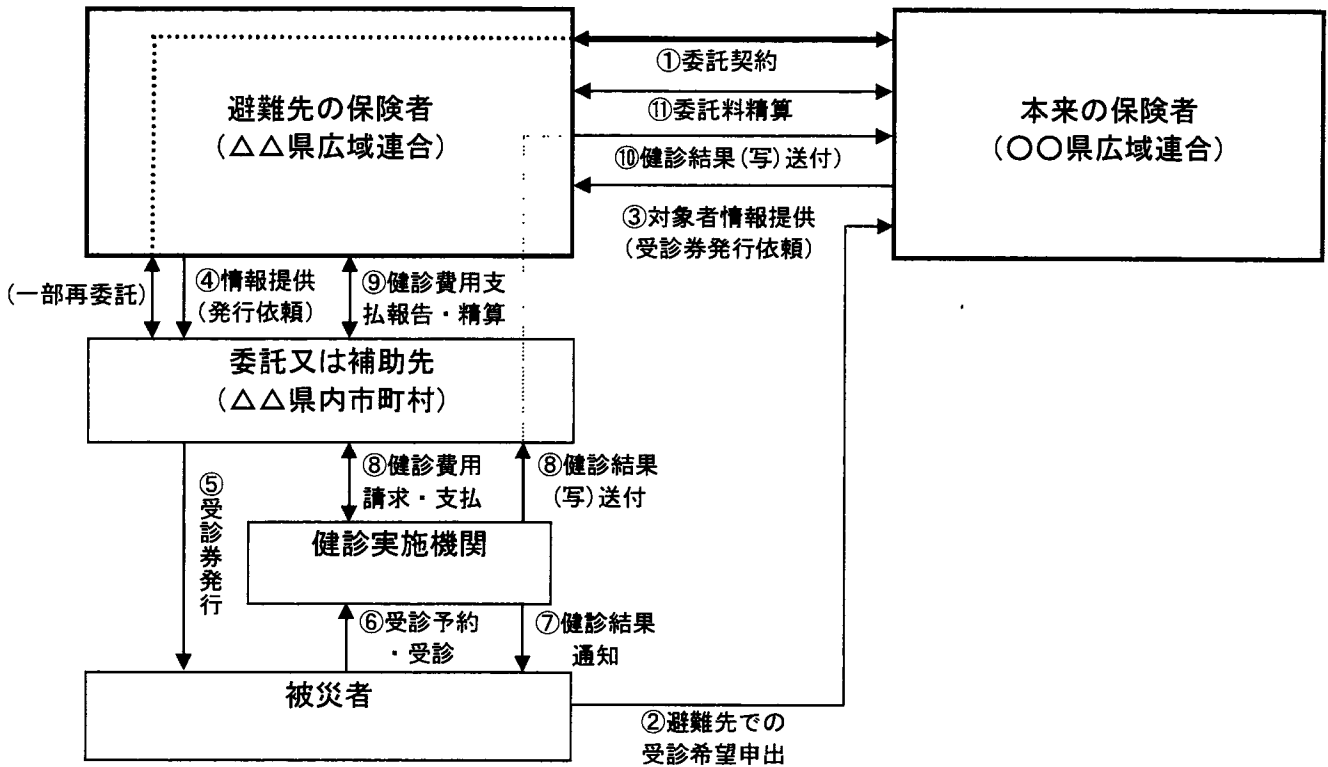 ①委託契約
避難先の保険者
(△△県広域連合)
本来の保険者
(〇〇県広域連合)
⑪委託料精算
⑩健診結果(写)送付)
③対象者情報提供
(受診券発行依頼)
(一部再委託)
④情報提供
(発行依頼)
⑨健診費用支
払報告・精算
委託又は補助先
(△△県内市町村)
⑤受診券発行
⑧健診費用
請求・支払
⑧健診結果
(写)送付
健診実施機関
⑥受診予約
・受診
⑦健診結果
通知
被災者
②避難先での
受診希望申出